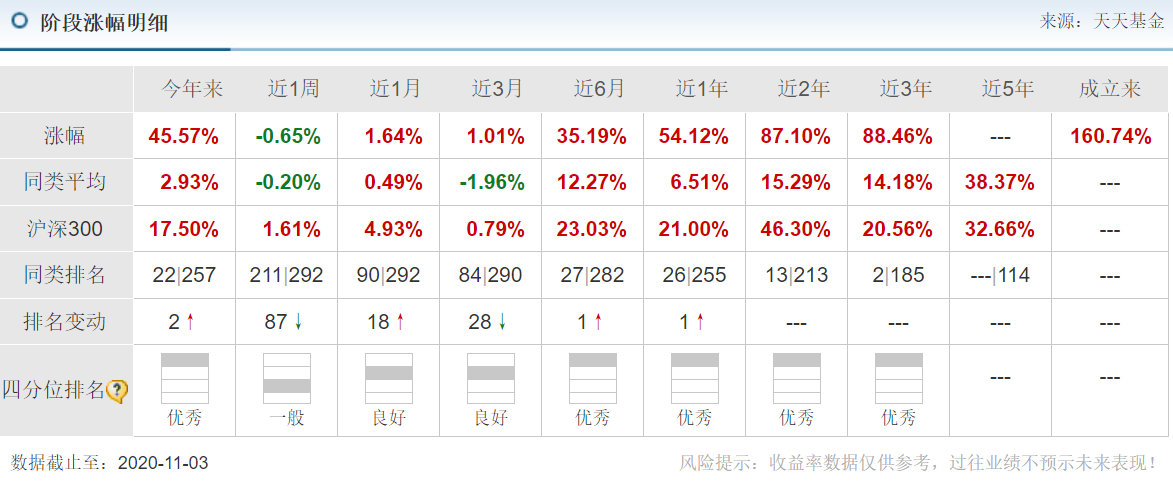 阶段涨幅明细 来源：天天基金
今年来 近1周 近1月 近3月 近6月 近1年 近2年 近3年 近5年 成立来
涨幅 45.57% -0.65% 1.64% 1.01% 35.19% 54.12% 87.10% 88.46% --- 160.74%
同类平均 2.93% -0.20% 0.49% -1.96% 12.27% 6.51% 15.29% 14.18% 38.37% ---
沪深300 17.50% 1.61% 4.93% 0.79% 23.03% 21.00% 46.30% 20.56% 32.66% ---
同类排名 22|257 211|292 90|292 84|290 27|282 26|255 13|213 2|185 ---|114 ---
排名变动 2↑ 87↓ 18↑ 28↓ 1↑ 1↑ --- --- --- ---
四分位排名? 优秀 一般 良好 良好 优秀 优秀 优秀 优秀 --- ---
数据截止至：2020-11-03 风险提示：收益率数据仅供参考，过往业绩不预示未来表现！